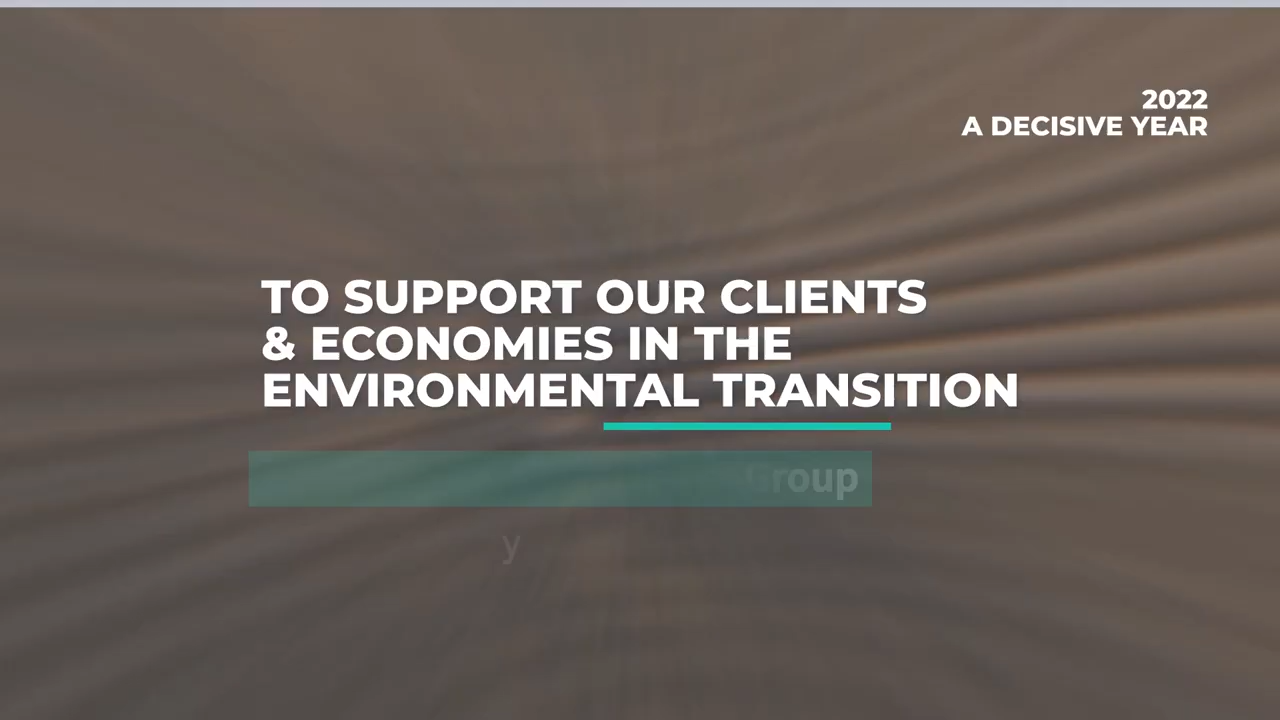 2022
A DECISIVE YEAR
TO SUPPORT OUR CLIENTS
& ECONOMIES IN THE
ENVIRONMENTAL TRANSITION
Group
y